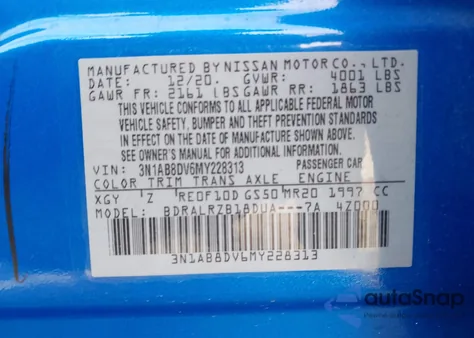 MANUFACTURED BY NISSAN MOTOR CO., LTD.
DATE: 12/20. GVWR: 4001 LBS
GAWR FR: 2161 LBS GAWR RR: 1863 LBS
THIS VEHICLE CONFORMS TO ALL APPLICABLE FEDERAL MOTOR
VEHICLE SAFETY, BUMPER AND THEFT PREVENTION STANDARDS
IN EFFECT ON THE DATE OF MANUFACTURE SHOWN ABOVE.
SEE OWNER'S MANUAL FOR ADDITIONAL INFORMATION.
VIN: 3N1AB8DV6MY228313 PASSENGER CAR
COLOR TRIM TRANS AXLE ENGINE
XGY Z RE0F10D GS50 MR20 1997 CC
MODEL: BDRALRZB18DUA---7A 4Z000
3N1AB8DV6MY228313
autoSnap